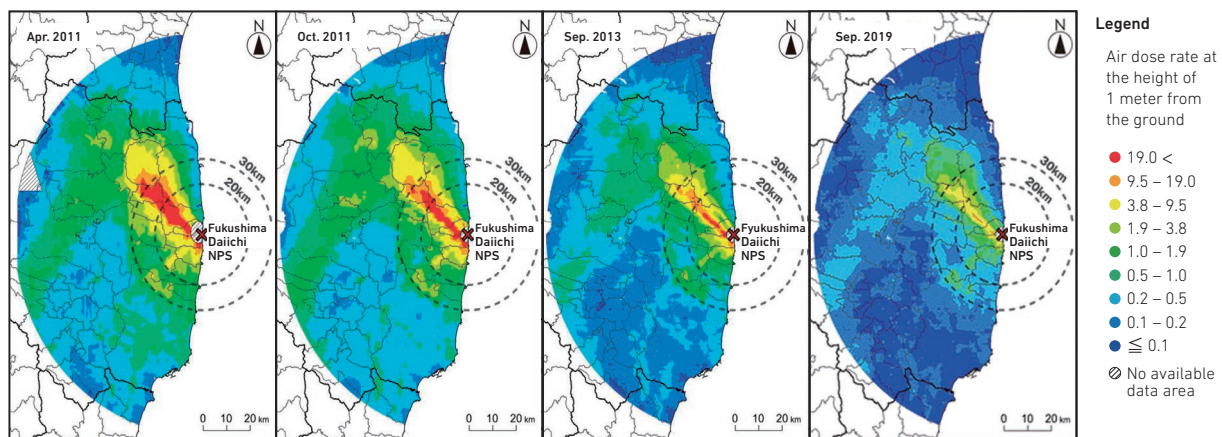 Apr. 2011
N
30km
20km
Fukushima
Daiichi
NPS
0 10 20 km
Oct. 2011
N
30km
20km
Fukushima
Daiichi
NPS
0 10 20 km
Sep. 2013
N
30km
20km
Fyukushima
Daiichi
NPS
0 10 20 km
Sep. 2019
N
30km
20km
Fukushima
Daiichi
NPS
0 10 20 km
Legend
Air dose rate at
the height of
1 meter from
the ground
19.0 <
9.5 – 19.0
3.8 – 9.5
1.9 – 3.8
1.0 – 1.9
0.5 – 1.0
0.2 – 0.5
0.1 – 0.2
≦ 0.1
No available
data area